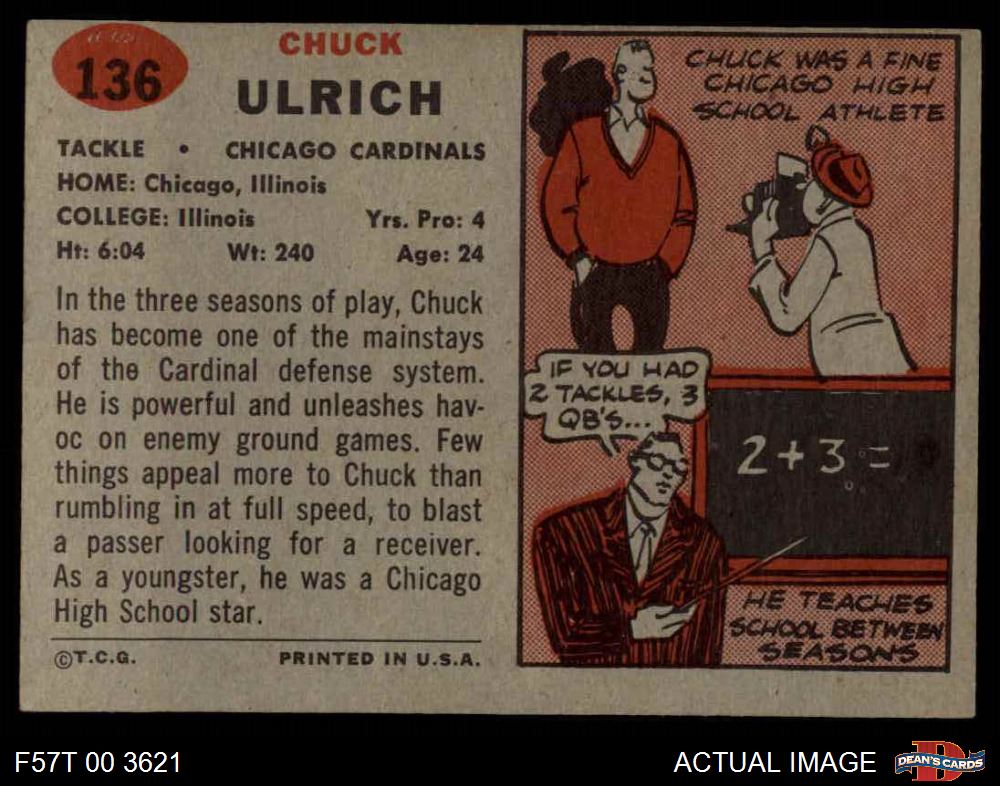 136
CHUCK
ULRICH
TACKLE • CHICAGO CARDINALS
HOME: Chicago, Illinois
COLLEGE: Illinois Yrs. Pro: 4
Ht: 6:04 Wt: 240 Age: 24
In the three seasons of play, Chuck
has become one of the mainstays
of the Cardinal defense system.
He is powerful and unleashes hav-
oc on enemy ground games. Few
things appeal more to Chuck than
rumbling in at full speed, to blast
a passer looking for a receiver.
As a youngster, he was a Chicago
High School star.
©T.C.G. PRINTED IN U.S.A.
CHUCK WAS A FINE
CHICAGO HIGH
SCHOOL ATHLETE
IF YOU HAD
2 TACKLES, 3
QB'S...
2+3 =
HE TEACHES
SCHOOL BETWEEN
SEASONS
F57T 00 3621
ACTUAL IMAGE
D
DEAN'S CARDS